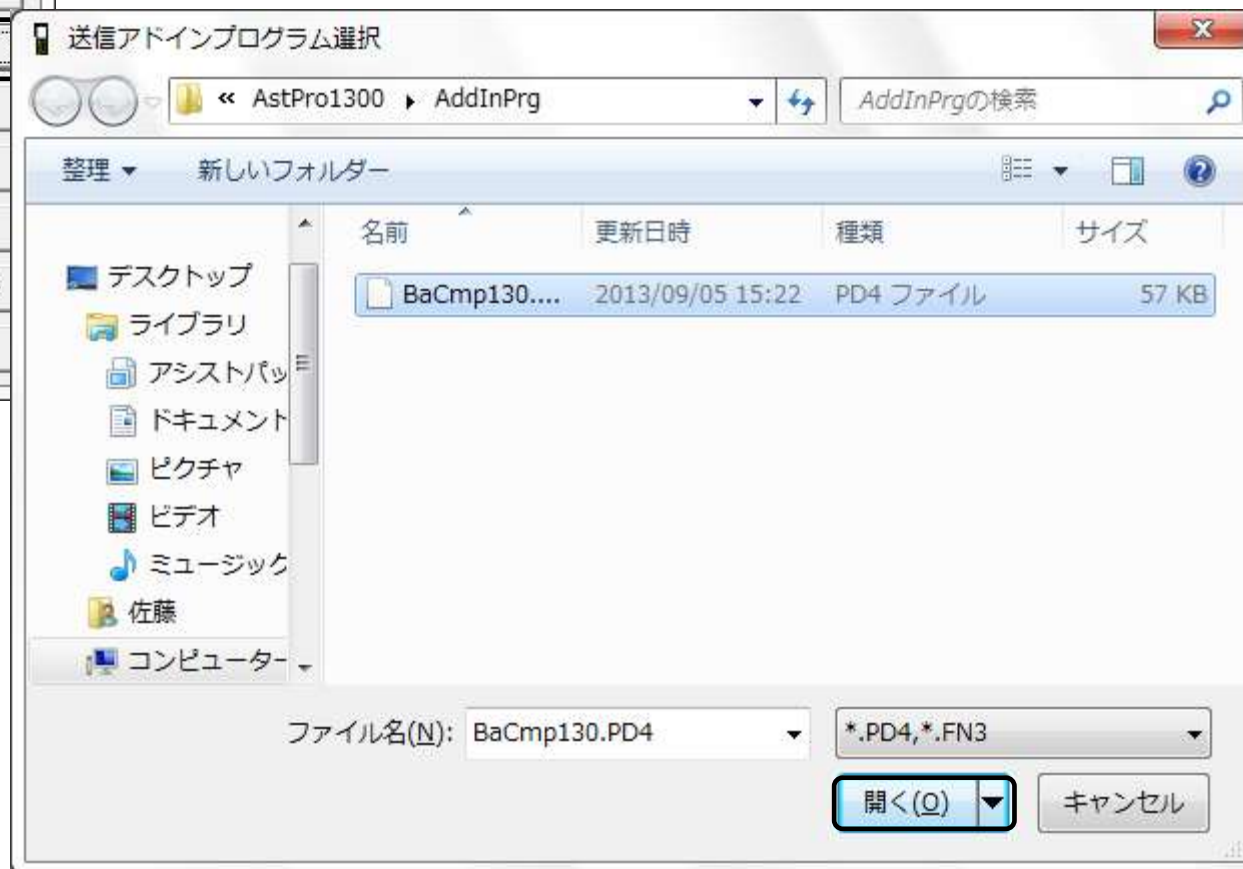 送信アドインプログラム選択
« AstPro1300 ▸ AddInPrg
AddInPrgの検索
整理 ▼ 新しいフォルダー
名前 更新日時 種類 サイズ
BaCmp130.... 2013/09/05 15:22 PD4 ファイル 57 KB
デスクトップ
ライブラリ
アシストパッ
ドキュメント
ピクチャ
ビデオ
ミュージック
佐藤
コンピューター
ファイル名(N): BaCmp130.PD4
*.PD4,*.FN3
開く(O) キャンセル